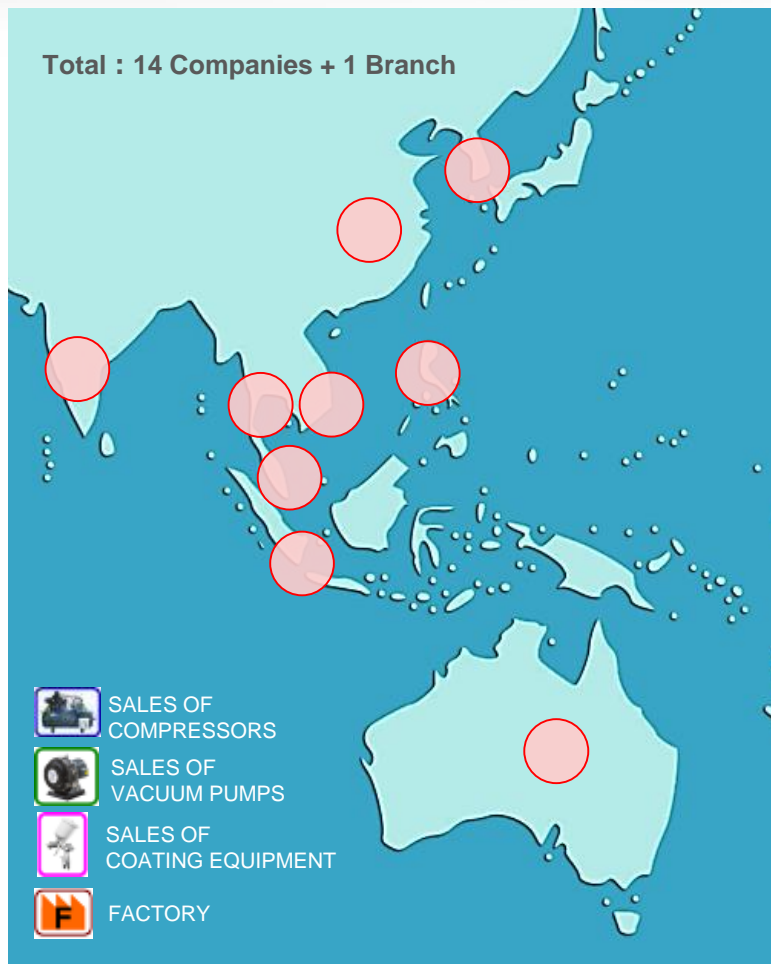 Total : 14 Companies + 1 Branch
SALES OF
COMPRESSORS
SALES OF
VACUUM PUMPS
SALES OF
COATING EQUIPMENT
F
FACTORY